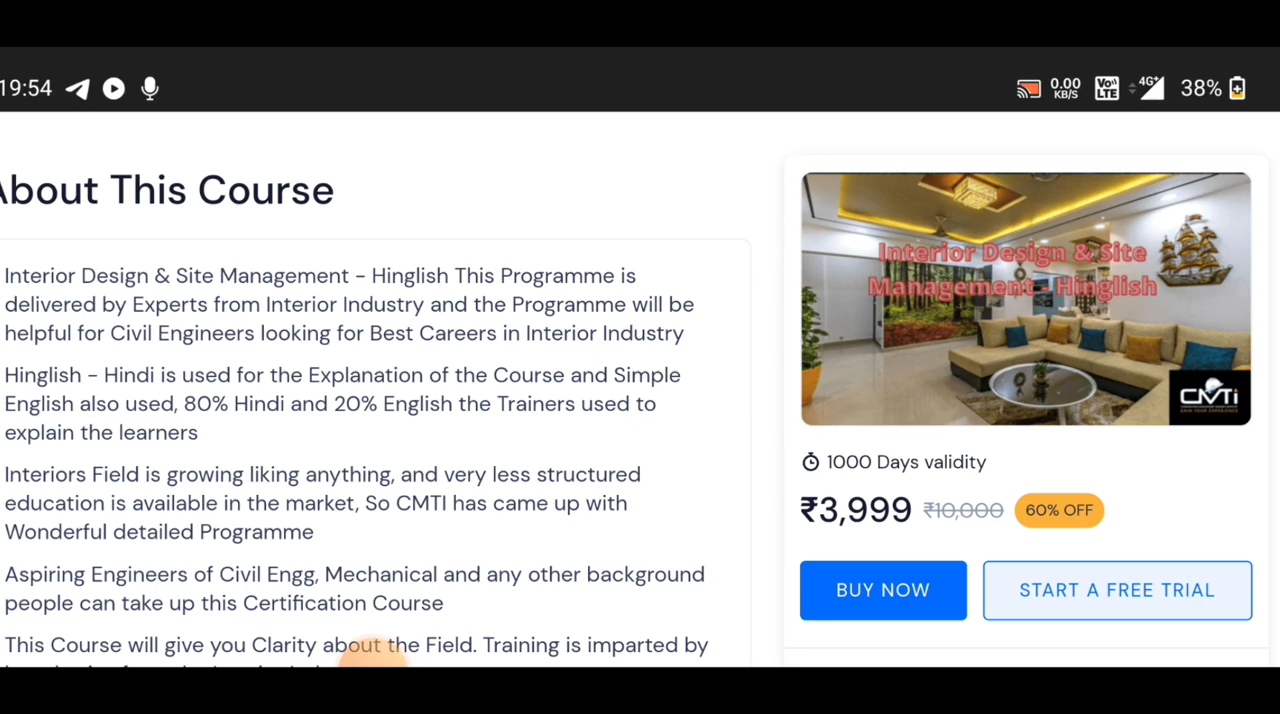 19:54
0.00
KB/S
Vo
LTE
4G+
38%
About This Course
Interior Design & Site Management - Hinglish This Programme is
delivered by Experts from Interior Industry and the Programme will be
helpful for Civil Engineers looking for Best Careers in Interior Industry
Hinglish - Hindi is used for the Explanation of the Course and Simple
English also used, 80% Hindi and 20% English the Trainers used to
explain the learners
Interiors Field is growing liking anything, and very less structured
education is available in the market, So CMTI has came up with
Wonderful detailed Programme
Aspiring Engineers of Civil Engg, Mechanical and any other background
people can take up this Certification Course
This Course will give you Clarity about the Field. Training is imparted by
Interior Design & Site
Management - Hinglish
CMTi
1000 Days validity
₹3,999 ₹10,000 60% OFF
BUY NOW
START A FREE TRIAL